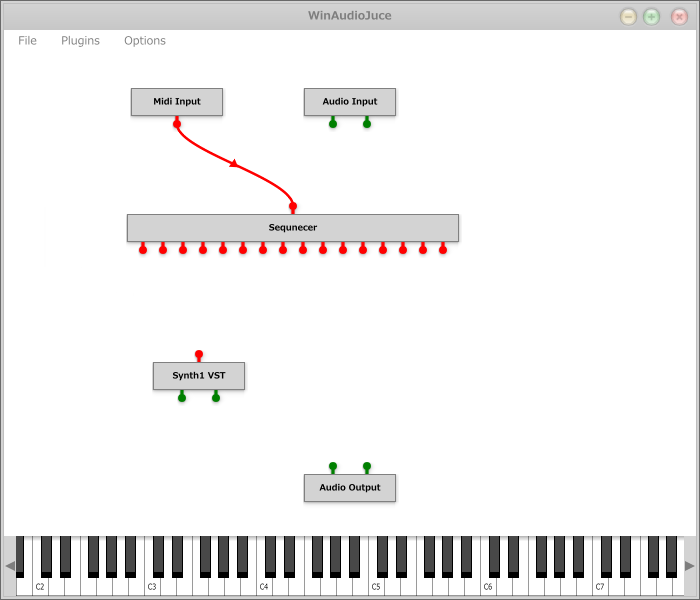 WinAudioJuce
File Plugins Options
Midi Input Audio Input
Sequnecer
Synth1 VST
Audio Output
C2 C3 C4 C5 C6 C7